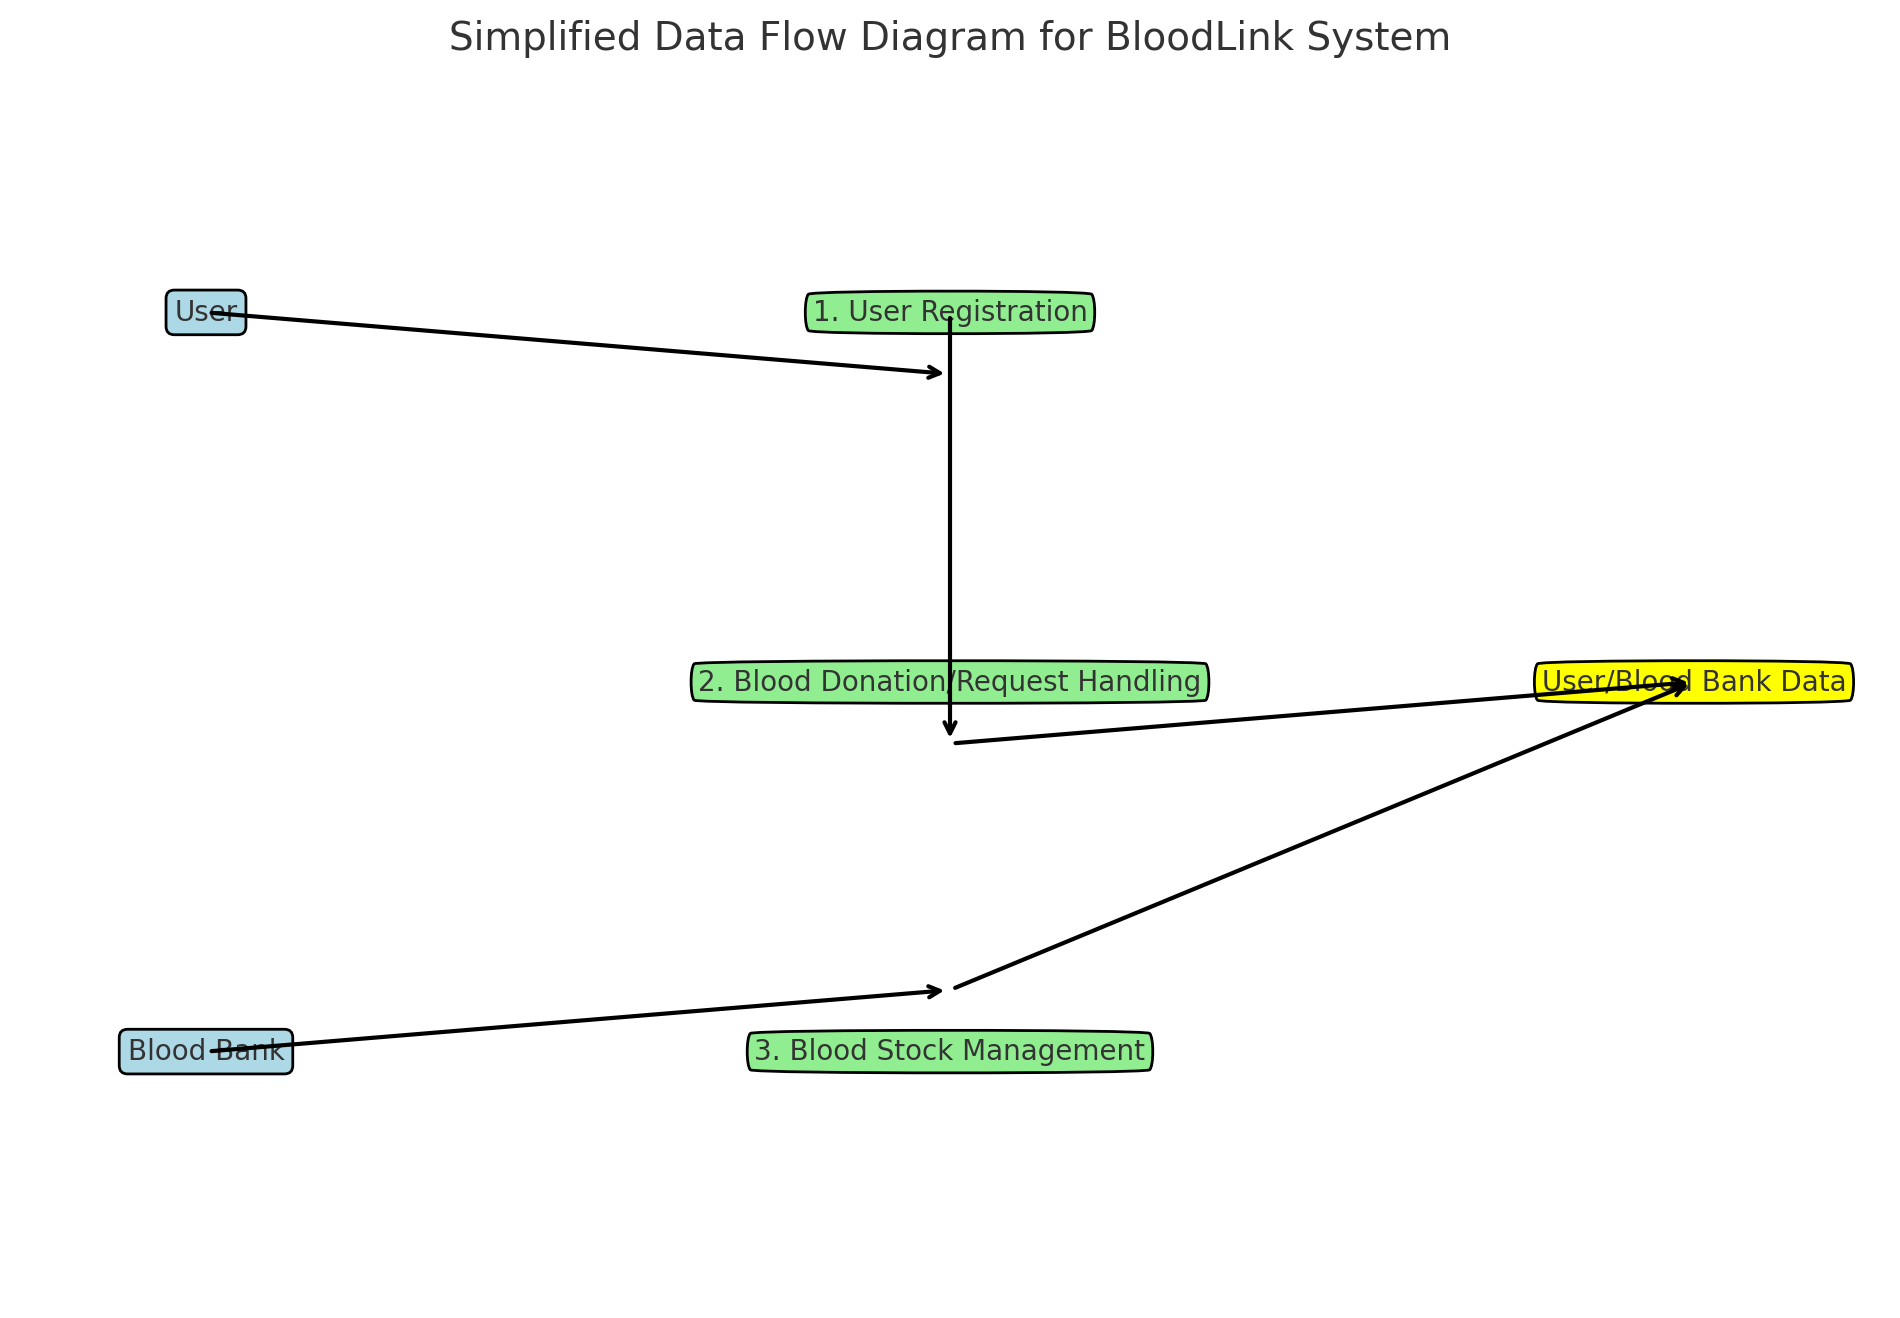 Simplified Data Flow Diagram for BloodLink System
User
1. User Registration
2. Blood Donation/Request Handling
User/Blood Bank Data
Blood Bank
3. Blood Stock Management